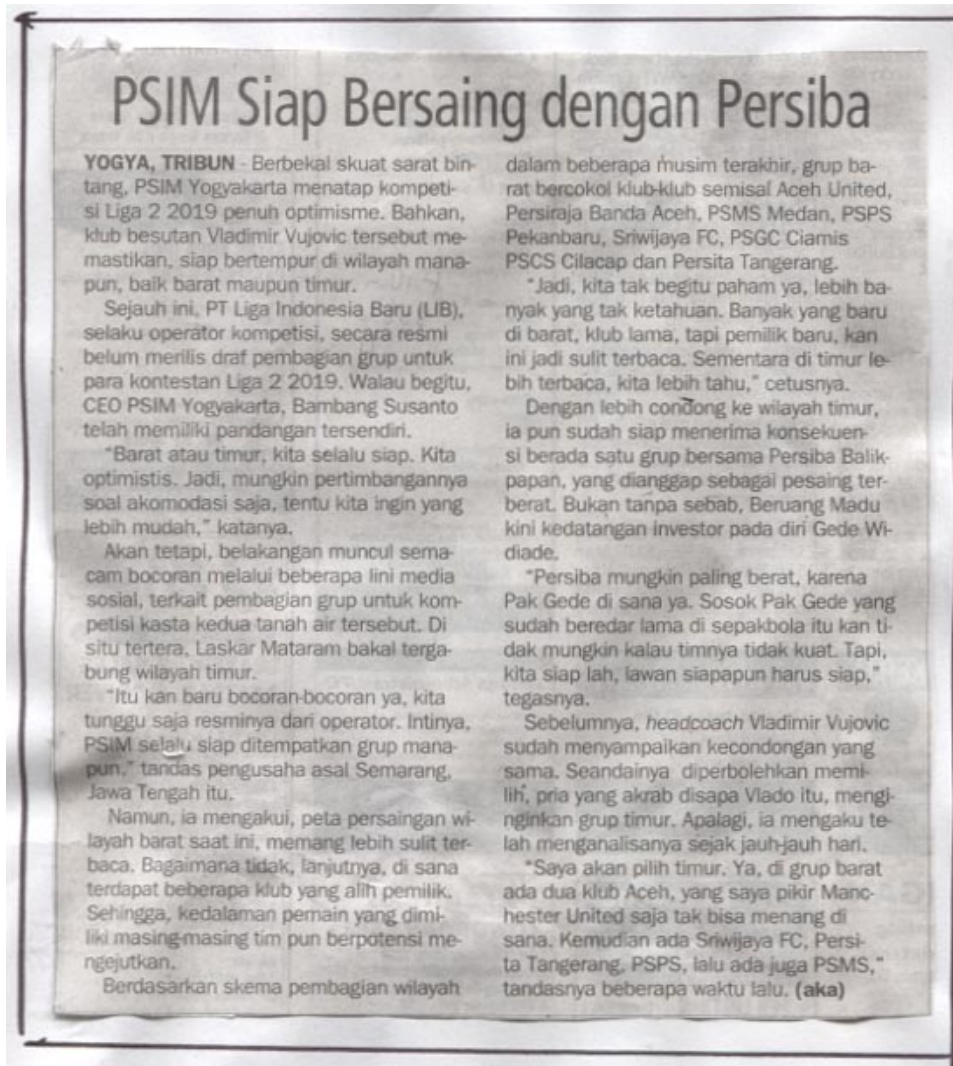 PSIM Siap Bersaing dengan Persiba
YOGYA, TRIBUN - Berbekal skuat sarat bin-
tang, PSIM Yogyakarta menatap kompeti-
si Liga 2 2019 penuh optimisme. Bahkan,
klub besutan Vladimir Vujovic tersebut me-
mastikan, siap bertempur di wilayah mana-
pun, baik barat maupun timur.
Sejauh ini, PT Liga Indonesia Baru (LIB),
selaku operator kompetisi, secara resmi
belum merilis draf pembagian grup untuk
para kontestan Liga 2 2019. Walau begitu,
CEO PSIM Yogyakarta, Bambang Susanto
telah memiliki pandangan tersendiri.
"Barat atau timur, kita selalu siap. Kita
optimistis. Jadi, mungkin pertimbangannya
soal akomodasi saja, tentu kita ingin yang
lebih mudah," katanya.
Akan tetapi, belakangan muncul sema-
cam bocoran melalui beberapa lini media
sosial, terkait pembagian grup untuk kom-
petisi kasta kedua tanah air tersebut. Di
situ tertera, Laskar Mataram bakal terga-
bung wilayah timur.
"Itu kan baru bocoran-bocoran ya, kita
tunggu saja resminya dari operator. Intinya,
PSIM selalu siap ditempatkan grup mana-
pun," tandas pengusaha asal Semarang,
Jawa Tengah itu.
Namun, ia mengakui, peta persaingan wi-
layah barat saat ini, memang lebih sulit ter-
baca. Bagaimana tidak, lanjutnya, di sana
terdapat beberapa klub yang alih pemilik.
Sehingga, kedalaman pemain yang dimi-
liki masing-masing tim pun berpotensi me-
ngejutkan.
Berdasarkan skema pembagian wilayah
dalam beberapa musim terakhir, grup ba-
rat bercokol klub-klub semisal Aceh United,
Persiraja Banda Aceh, PSMS Medan, PSPS
Pekanbaru, Sriwijaya FC, PSGC Ciamis
PSCS Cilacap dan Persita Tangerang.
"Jadi, kita tak begitu paham ya, lebih ba-
nyak yang tak ketahuan. Banyak yang baru
di barat, klub lama, tapi pemilik baru, kan
ini jadi sulit terbaca. Sementara di timur le-
bih terbaca, kita lebih tahu," cetusnya.
Dengan lebih condong ke wilayah timur,
ia pun sudah siap menerima konsekuen-
si berada satu grup bersama Persiba Balik-
papan, yang dianggap sebagai pesaing ter-
berat. Bukan tanpa sebab, Beruang Madu
kini kedatangan investor pada diri Gede Wi-
diade.
"Persiba mungkin paling berat, karena
Pak Gede di sana ya. Sosok Pak Gede yang
sudah beredar lama di sepakbola itu kan ti-
dak mungkin kalau timnya tidak kuat. Tapi,
kita siap lah, lawan siapapun harus siap,"
tegasnya.
Sebelumnya, headcoach Vladimir Vujovic
sudah menyampaikan kecondongan yang
sama. Seandainya diperbolehkan memi-
lih, pria yang akrab disapa Vlado itu, mengi-
nginkan grup timur. Apalagi, ia mengaku te-
lah menganalisanya sejak jauh-jauh hari.
"Saya akan pilih timur. Ya, di grup barat
ada dua klub Aceh, yang saya pikir Manc-
hester United saja tak bisa menang di
sana. Kemudian ada Sriwijaya FC, Persi-
ta Tangerang, PSPS, lalu ada juga PSMS,"
tandasnya beberapa waktu lalu. (aka)